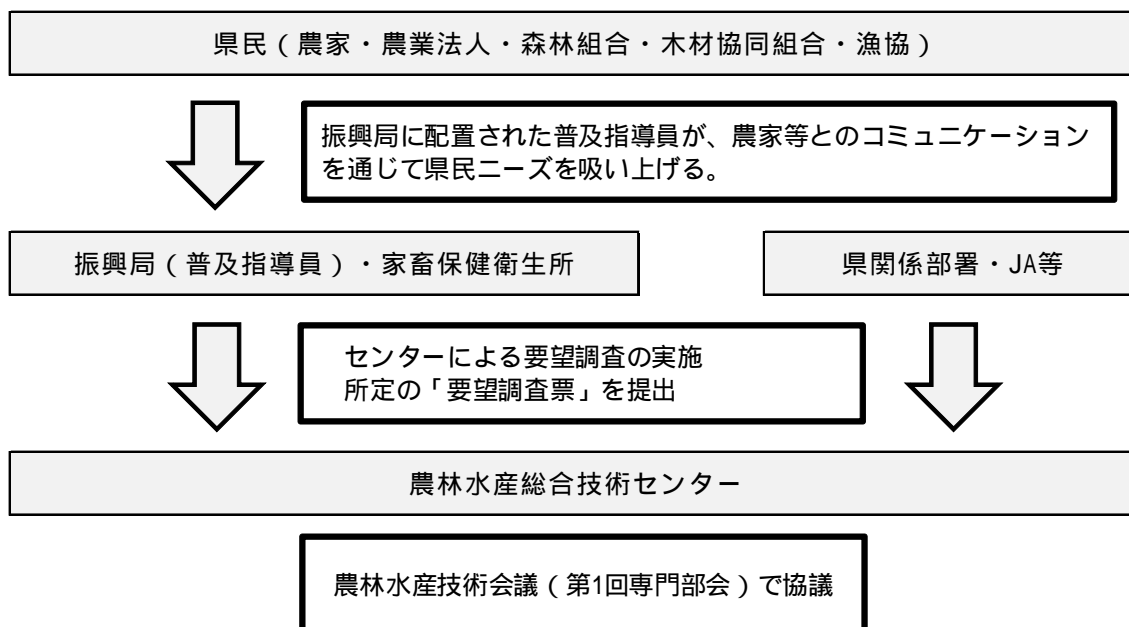 県民（農家・農業法人・森林組合・木材協同組合・漁協）
振興局に配置された普及指導員が、農家等とのコミュニケーション
を通じて県民ニーズを吸い上げる。
振興局（普及指導員）・家畜保健衛生所
県関係部署・JA等
センターによる要望調査の実施
所定の「要望調査票」を提出
農林水産総合技術センター
農林水産技術会議（第1回専門部会）で協議